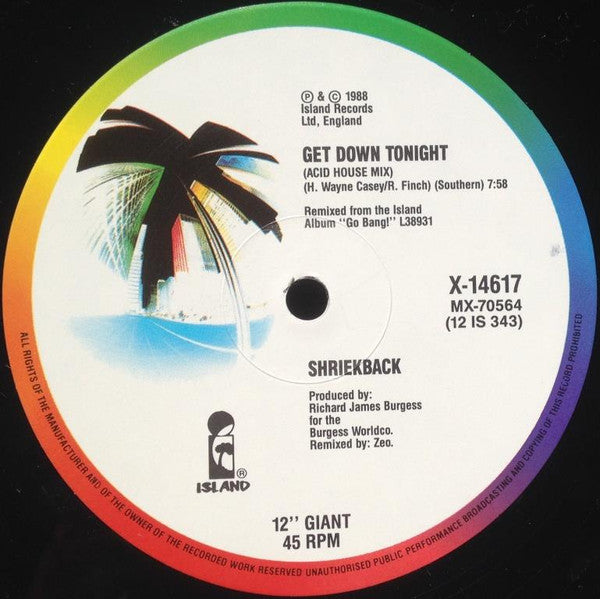 ℗ & © 1988
Island Records
Ltd, England
GET DOWN TONIGHT
(ACID HOUSE MIX)
(H. Wayne Casey/R. Finch) (Southern) 7:58
Remixed from the Island
Album "Go Bang!" L38931
X-14617
MX-70564
(12 IS 343)
SHRIEKBACK
Produced by:
Richard James Burgess
for the
Burgess Worldco.
Remixed by: Zeo.
ISLAND ®
12'' GIANT
45 RPM
ALL RIGHTS OF THE MANUFACTURER AND OF THE OWNER OF THE RECORDED WORK RESERVED UNAUTHORISED PUBLIC PERFORMANCE BROADCASTING AND COPYING OF THIS RECORD PROHIBITED